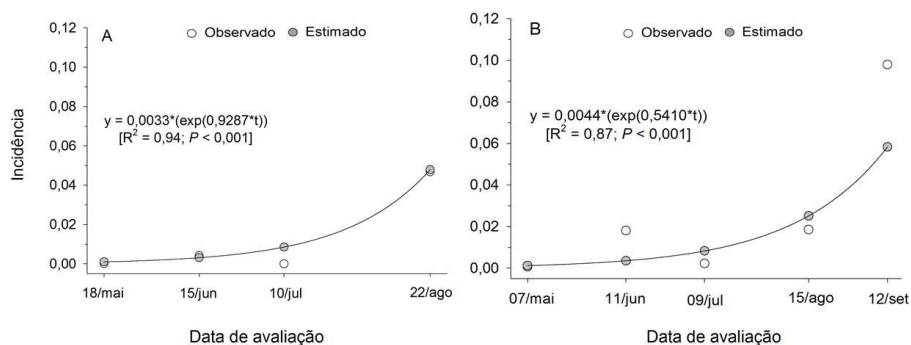 A
Observado
Estimado
y = 0,0033*(exp(0,9287*t))
[R² = 0,94; P < 0,001]
Incidência
0,12
0,10
0,08
0,06
0,04
0,02
0,00
18/mai
15/jun
10/jul
22/ago
Data de avaliação
B
Observado
Estimado
y = 0,0044*(exp(0,5410*t))
[R² = 0,87; P < 0,001]
0,12
0,10
0,08
0,06
0,04
0,02
0,00
07/mai
11/jun
09/jul
15/ago
12/set
Data de avaliação